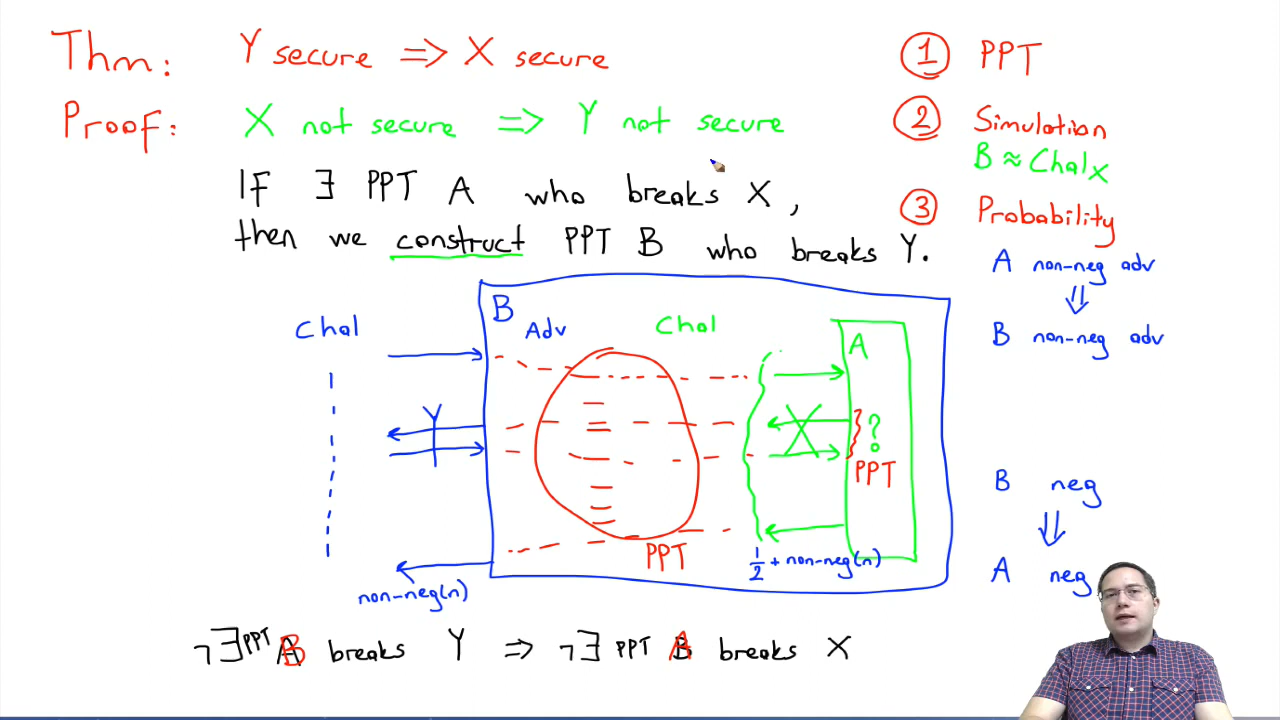 Thm: Y secure => X secure
Proof: X not secure => Y not secure
IF ∃ PPT A who breaks X,
then we construct PPT B who breaks Y.
① PPT
② Simulation
B ≈ Chal_X
③ Probability
A non-neg adv
⇓
B non-neg adv
B neg
⇓
A neg
B
Adv
Chal
Chal
A
Y
X
?
PPT
PPT
1/2 + non-neg(n)
non-neg(n)
¬∃ PPT B breaks Y => ¬∃ PPT A breaks X